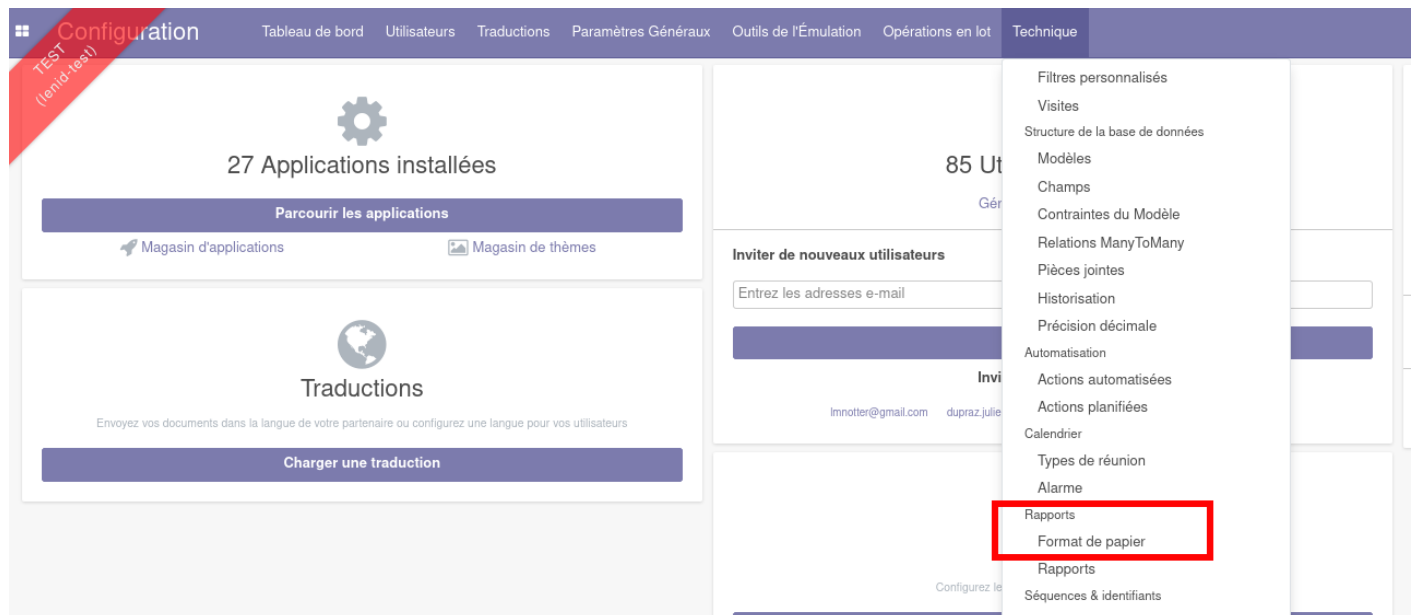 Configuration Tableau de bord Utilisateurs Traductions Paramètres Généraux Outils de l'Émulation Opérations en lot Technique
TEST
(lenid-test)
27 Applications installées
Parcourir les applications
Magasin d'applications Magasin de thèmes
Traductions
Envoyez vos documents dans la langue de votre partenaire ou configurez une langue pour vos utilisateurs
Charger une traduction
85 Ut
Gér
Inviter de nouveaux utilisateurs
Entrez les adresses e-mail
Invi
lmnotter@gmail.com dupraz.julie
Configurez le
Filtres personnalisés
Visites
Structure de la base de données
Modèles
Champs
Contraintes du Modèle
Relations ManyToMany
Pièces jointes
Historisation
Précision décimale
Automatisation
Actions automatisées
Actions planifiées
Calendrier
Types de réunion
Alarme
Rapports
Format de papier
Rapports
Séquences & identifiants